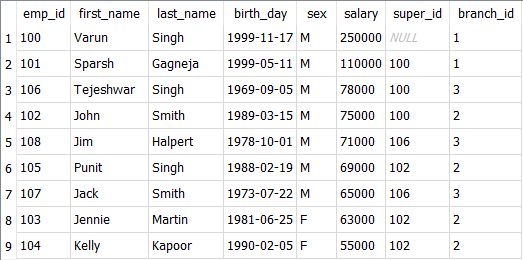 emp_id first_name last_name birth_day sex salary super_id branch_id
1 100 Varun Singh 1999-11-17 M 250000 NULL 1
2 101 Sparsh Gagneja 1999-05-11 M 110000 100 1
3 106 Tejeshwar Singh 1969-09-05 M 78000 100 3
4 102 John Smith 1989-03-15 M 75000 100 2
5 108 Jim Halpert 1978-10-01 M 71000 106 3
6 105 Punit Singh 1988-02-19 M 69000 102 2
7 107 Jack Smith 1973-07-22 M 65000 106 3
8 103 Jennie Martin 1981-06-25 F 63000 102 2
9 104 Kelly Kapoor 1990-02-05 F 55000 102 2